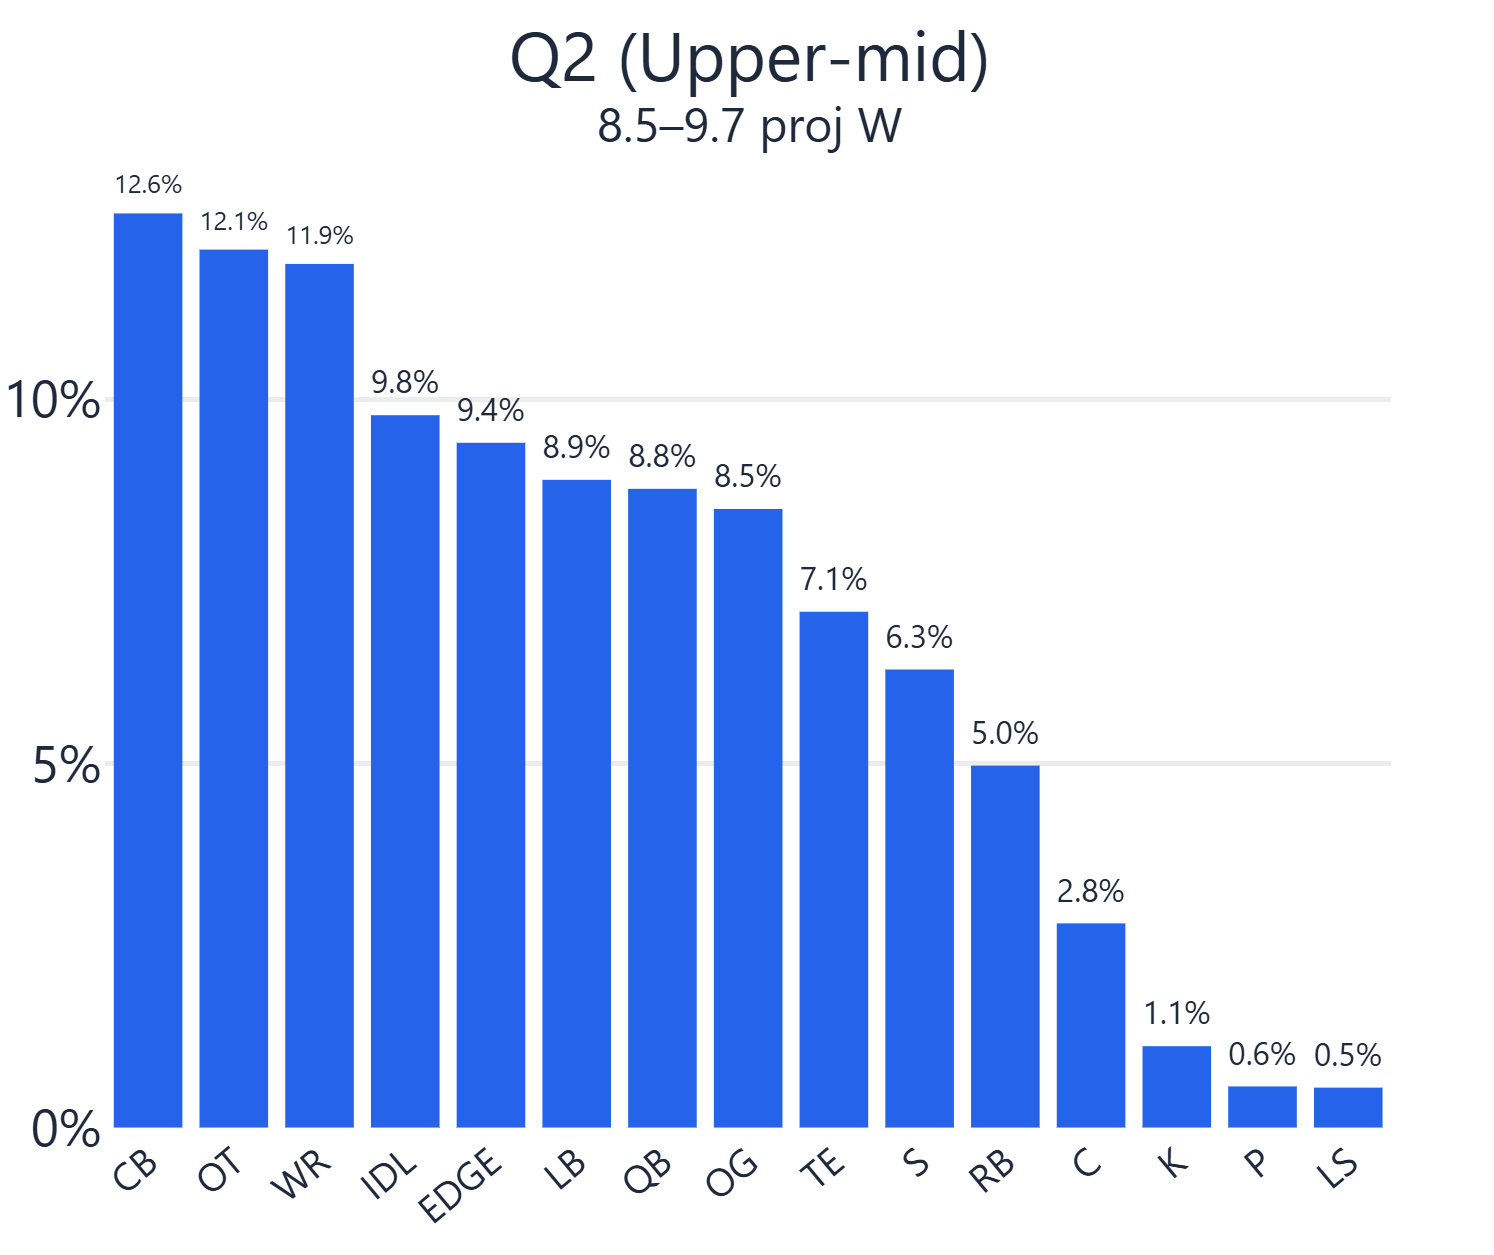 Q2 (Upper-mid)
8.5–9.7 proj W
12.6%
12.1%
11.9%
9.8%
9.4%
8.9%
8.8%
8.5%
7.1%
6.3%
5.0%
2.8%
1.1%
0.6%
0.5%
10%
5%
0%
CB
OT
WR
IDL
EDGE
LB
QB
OG
TE
S
RB
C
K
P
LS